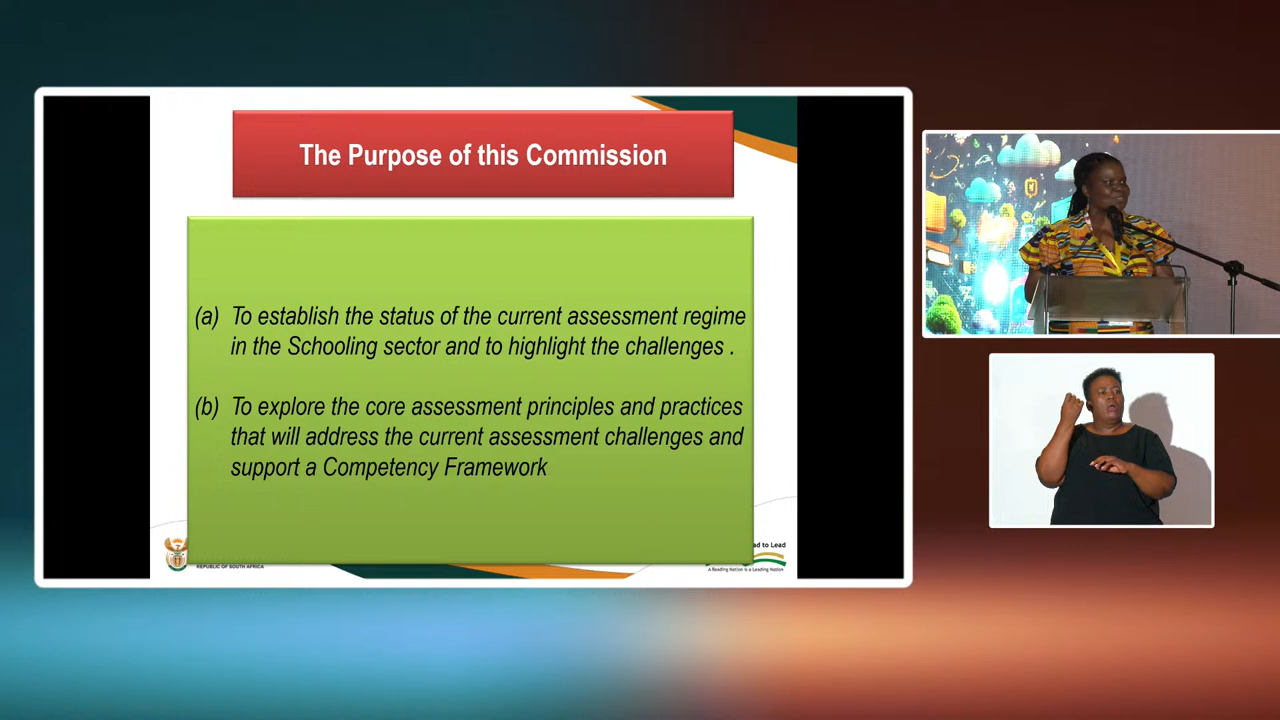 The Purpose of this Commission
(a) To establish the status of the current assessment regime
in the Schooling sector and to highlight the challenges .
(b) To explore the core assessment principles and practices
that will address the current assessment challenges and
support a Competency Framework
REPUBLIC OF SOUTH AFRICA
to Lead
A Reading Nation is a Leading Nation